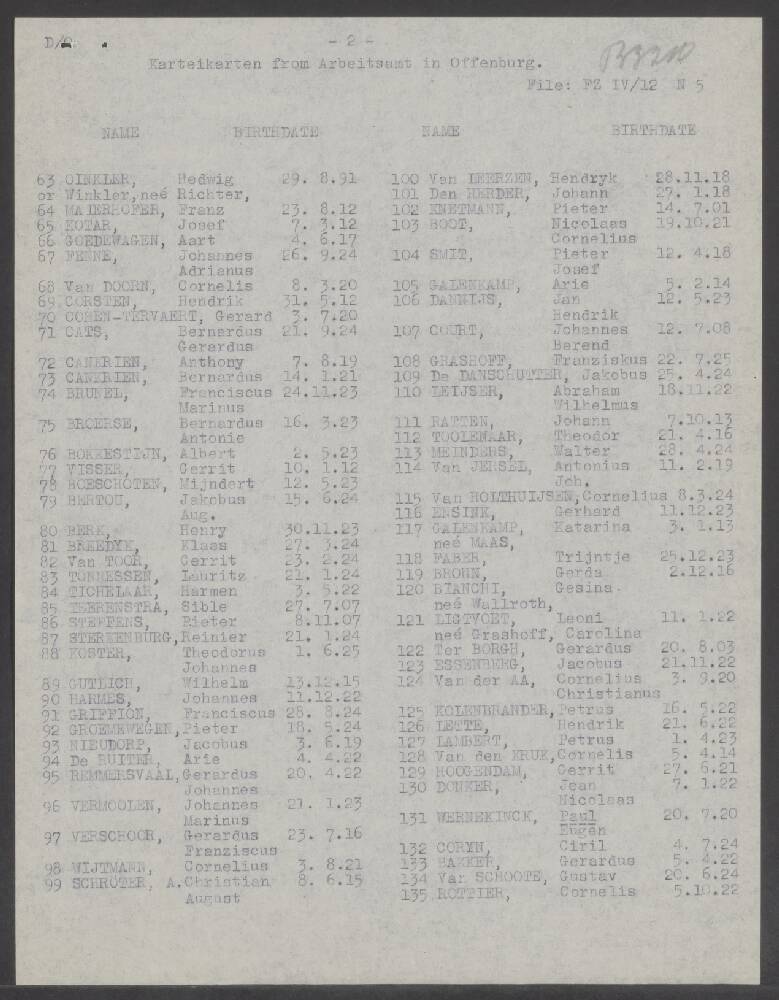 - 2 -
Karteikarten from Arbeitsamt in Offenburg.
File: FZ IV/12 N 5
NAME BIRTHDATE
63 OINKLER, Hedwig 29. 8.91
or Winkler, neé Richter,
64 MAIERHOFER, Franz 23. 8.12
65 KOTAR, Josef 7. 3.12
66 GOEDEWAGEN, Aart 4. 6.17
67 FENNE, Johannes 26. 9.24
Adrianus
68 Van DOORN, Cornelis 8. 3.20
69 CORSTEN, Hendrik 31. 5.12
70 COHEN-TERVAERT, Gerard 3. 7.20
71 CATS, Bernardus 21. 9.24
Gerardus
72 CANKRIEN, Anthony 7. 8.19
73 CANKRIEN, Bernardus 14. 1.21
74 BRUNEL, Franciscus 24.11.23
Marinus
75 BROERSE, Bernardus 16. 3.23
Antonie
76 BOKKESTIJN, Albert 2. 5.23
77 VISSER, Gerrit 10. 1.12
78 ROESCHOTEN, Mijndert 12. 5.23
79 BERTOU, Jakobus 15. 6.24
Aug.
80 BERK, Henry 30.11.23
81 BREEDYK, Klaas 27. 3.24
82 Van TOOR, Gerrit 23. 2.24
83 TONNESSEN, Lauritz 21. 1.24
84 TICHELAAR, Harmen 3. 5.22
85 TEERENSTRA, Sible 27. 7.07
86 STEFFENS, Pieter 8.11.07
87 STERKENBURG, Reinier 21. 1.24
88 KOSTER, Theodorus 1. 6.25
Johannes
89 GUTLICH, Wilhelm 13.12.15
90 HARMES, Johannes 11.12.22
91 GRIFFION, Franciscus 28. 8.24
92 GROEMEWEGEN, Pieter 18. 5.24
93 NIEUDORP, Jacobus 3. 6.19
94 De RUITER, Arie 4. 4.22
95 REMMERSVAAL, Gerardus 20. 4.22
Johannes
96 VERMOOLEN, Johannes 21. 1.23
Marinus
97 VERSCHOOR, Gerardus 23. 7.16
Franziscus
98 WIJTMANN, Cornelius 3. 8.21
99 SCHRÖTER, A.Christian 8. 6.15
August
NAME BIRTHDATE
100 Van LEERZEN, Hendryk 28.11.18
101 Den HERDER, Johann 27. 1.18
102 KNETMANN, Pieter 14. 7.01
103 BOOT, Nicolaas 19.10.21
Cornelius
104 SMIT, Pieter 12. 4.18
Josef
105 GALENKAMP, Arie 5. 2.14
106 DANNIJS, Jan 12. 5.23
Hendrik
107 COURT, Johannes 12. 7.08
Berend
108 GRASHOFF, Franziskus 22. 7.25
109 De DANSCHUTTER, Jakobus 25. 4.24
110 LEIJSER, Abraham 18.11.22
Wilhelmus
111 RATTEN, Johann 7.10.13
112 TOOLENAAR, Theodor 21. 4.16
113 MEINDERS, Walter 28. 4.24
114 Van JERSEL, Antonius 11. 2.19
Joh.
115 Van HOLTHUIJSEN, Cornelius 8.3.24
116 ENSINK, Gerhard 11.12.23
117 GALENKAMP, Katarina 3. 1.13
neé MAAS,
118 FABER, Trijntje 25.12.23
119 BROHN, Gerda 2.12.16
120 BIANCHI, Gesina
neé Wallroth,
121 LIGTVOET, Leoni 11. 1.22
neé Grashoff, Carolina
122 Ter BORGH, Gerardus 20. 8.03
123 ESSENBERG, Jacobus 21.11.22
124 Van der AA, Cornelius 3. 9.20
Christianus
125 KOLENBRANDER, Petrus 16. 5.22
126 LETTE, Hendrik 21. 6.22
127 LAMBERT, Petrus 1. 4.23
128 Van den KRUK, Cornelis 5. 4.14
129 HOOGENDAM, Gerrit 27. 6.21
130 DONKER, Jean 7. 1.22
Nicolaas
131 WERNEKINCK, Paul 20. 7.20
Eugen
132 CORYN, Ciril 4. 7.24
133 BAKKER, Gerardus 5. 4.22
134 Var SCHOOTE, Gustav 20. 6.24
135 ROTTIER, Cornelis 5.10.22